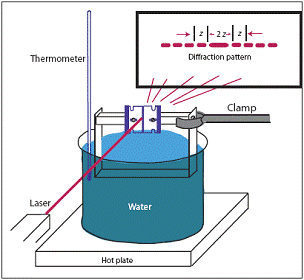 z 2z z
Diffraction pattern
Thermometer
Clamp
Laser
Water
Hot plate